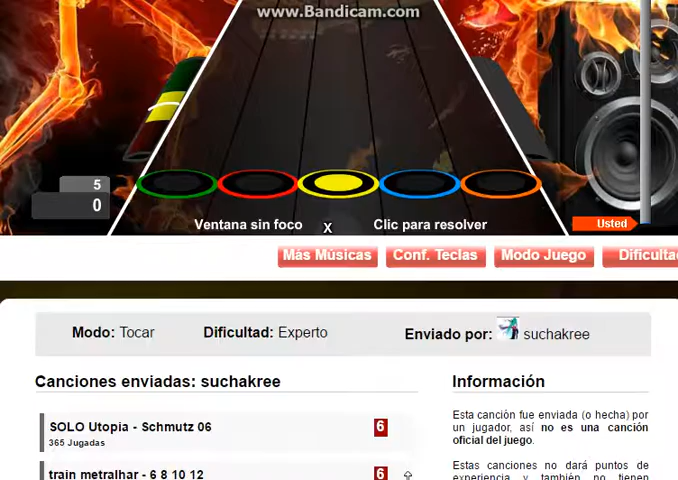 www.Bandicam.com
5
0
Ventana sin foco X Clic para resolver
Usted
Más Músicas Conf. Teclas Modo Juego Dificulta
Modo: Tocar Dificultad: Experto Enviado por: suchakree
Canciones enviadas: suchakree
Información
SOLO Utopia - Schmutz 06 6
365 Jugadas
train metralhar - 6 8 10 12 6
Esta canción fue enviada (o hecha) por
un jugador, así no es una canción
oficial del juego.
Estas canciones no dará puntos de
experiencia y también no tienen